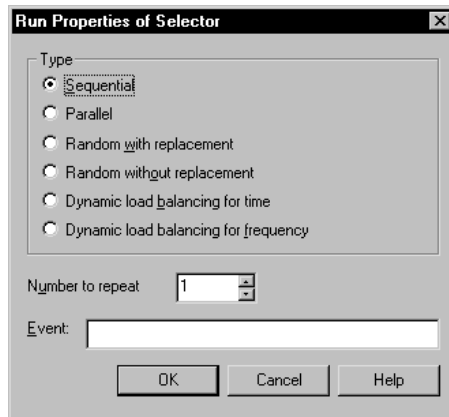 Run Properties of Selector
Type
Sequential
Parallel
Random with replacement
Random without replacement
Dynamic load balancing for time
Dynamic load balancing for frequency
Number to repeat 1
Event:
OK Cancel Help